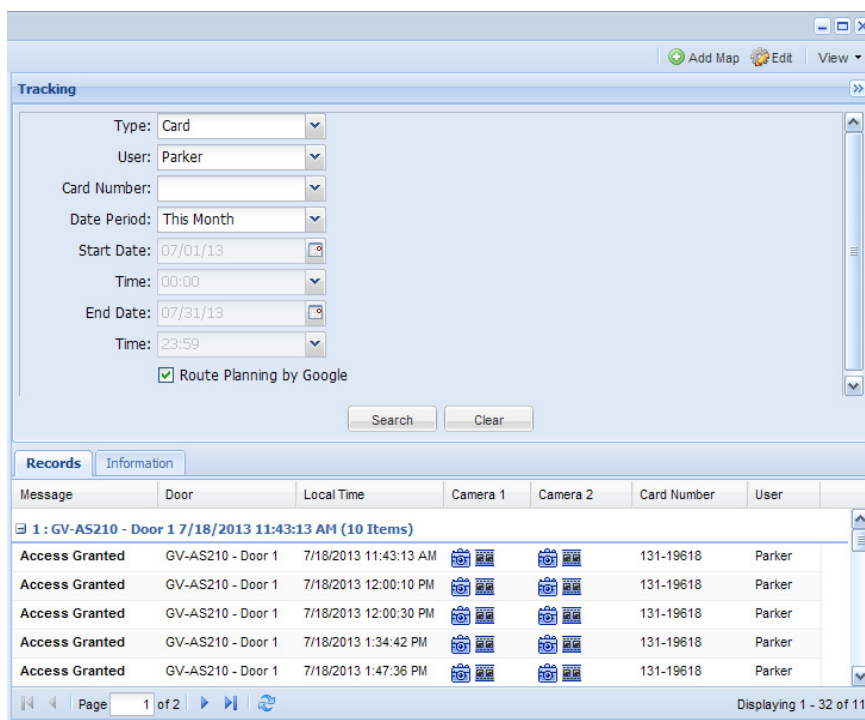 Add Map Edit View
Tracking
Type: Card
User: Parker
Card Number:
Date Period: This Month
Start Date: 07/01/13
Time: 00:00
End Date: 07/31/13
Time: 23:59
Route Planning by Google
Search Clear
Records Information
Message Door Local Time Camera 1 Camera 2 Card Number User
1 : GV-AS210 - Door 1 7/18/2013 11:43:13 AM (10 Items)
Access Granted GV-AS210 - Door 1 7/18/2013 11:43:13 AM 131-19618 Parker
Access Granted GV-AS210 - Door 1 7/18/2013 12:00:10 PM 131-19618 Parker
Access Granted GV-AS210 - Door 1 7/18/2013 12:00:30 PM 131-19618 Parker
Access Granted GV-AS210 - Door 1 7/18/2013 1:34:42 PM 131-19618 Parker
Access Granted GV-AS210 - Door 1 7/18/2013 1:47:36 PM 131-19618 Parker
Page 1 of 2 Displaying 1 - 32 of 11